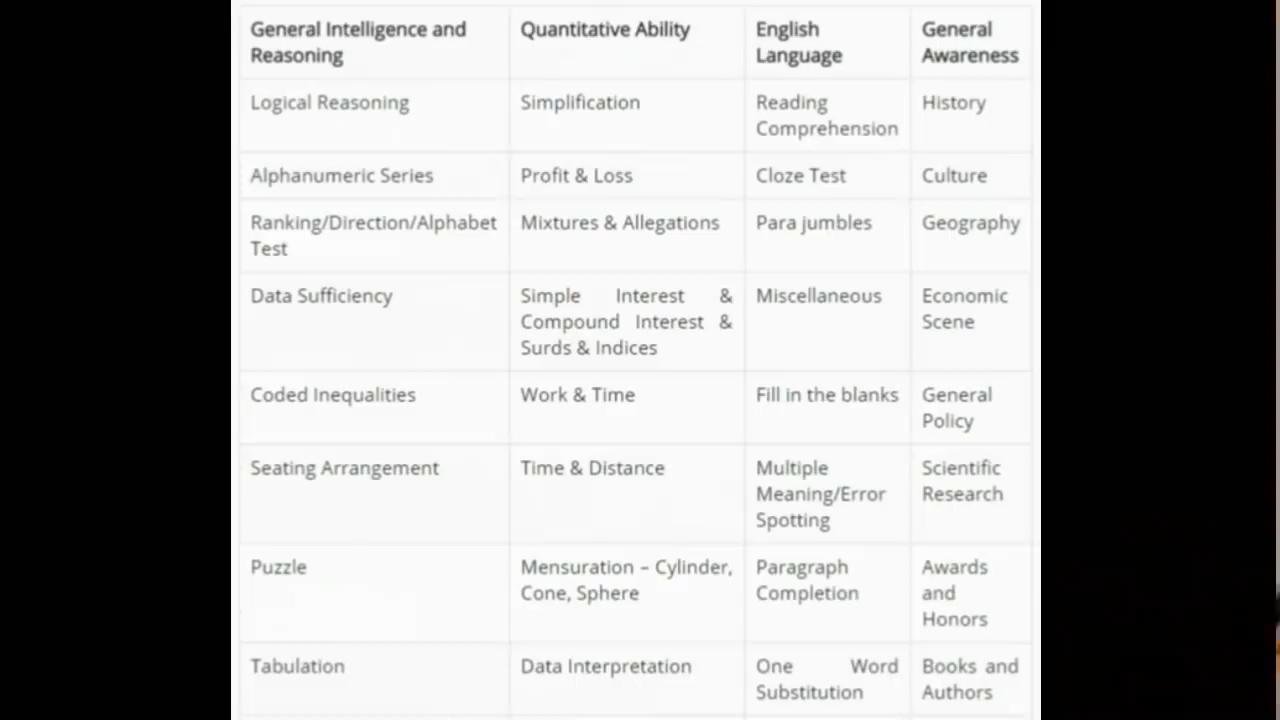 General Intelligence and
Reasoning
Quantitative Ability
English
Language
General
Awareness
Logical Reasoning
Simplification
Reading
Comprehension
History
Alphanumeric Series
Profit & Loss
Cloze Test
Culture
Ranking/Direction/Alphabet
Test
Mixtures & Allegations
Para jumbles
Geography
Data Sufficiency
Simple Interest &
Compound Interest &
Surds & Indices
Miscellaneous
Economic
Scene
Coded Inequalities
Work & Time
Fill in the blanks
General
Policy
Seating Arrangement
Time & Distance
Multiple
Meaning/Error
Spotting
Scientific
Research
Puzzle
Mensuration – Cylinder,
Cone, Sphere
Paragraph
Completion
Awards
and
Honors
Tabulation
Data Interpretation
One Word
Substitution
Books and
Authors